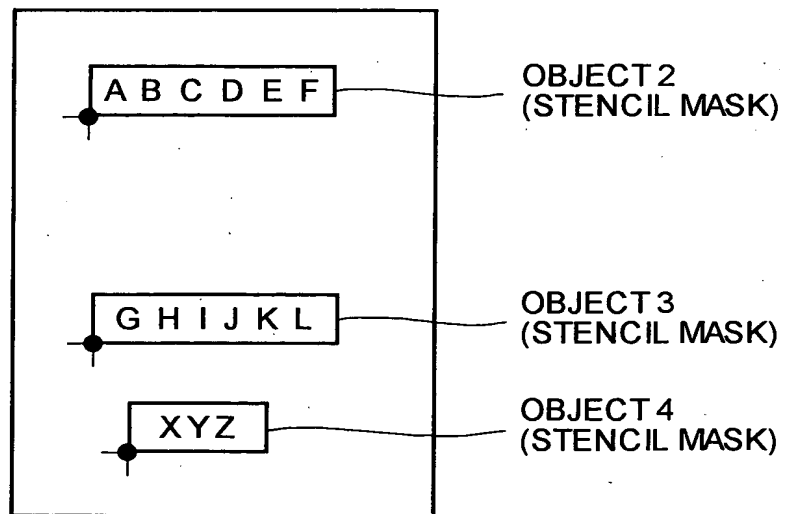 A B C D E F
OBJECT 2
(STENCIL MASK)
G H I J K L
OBJECT 3
(STENCIL MASK)
XYZ
OBJECT 4
(STENCIL MASK)